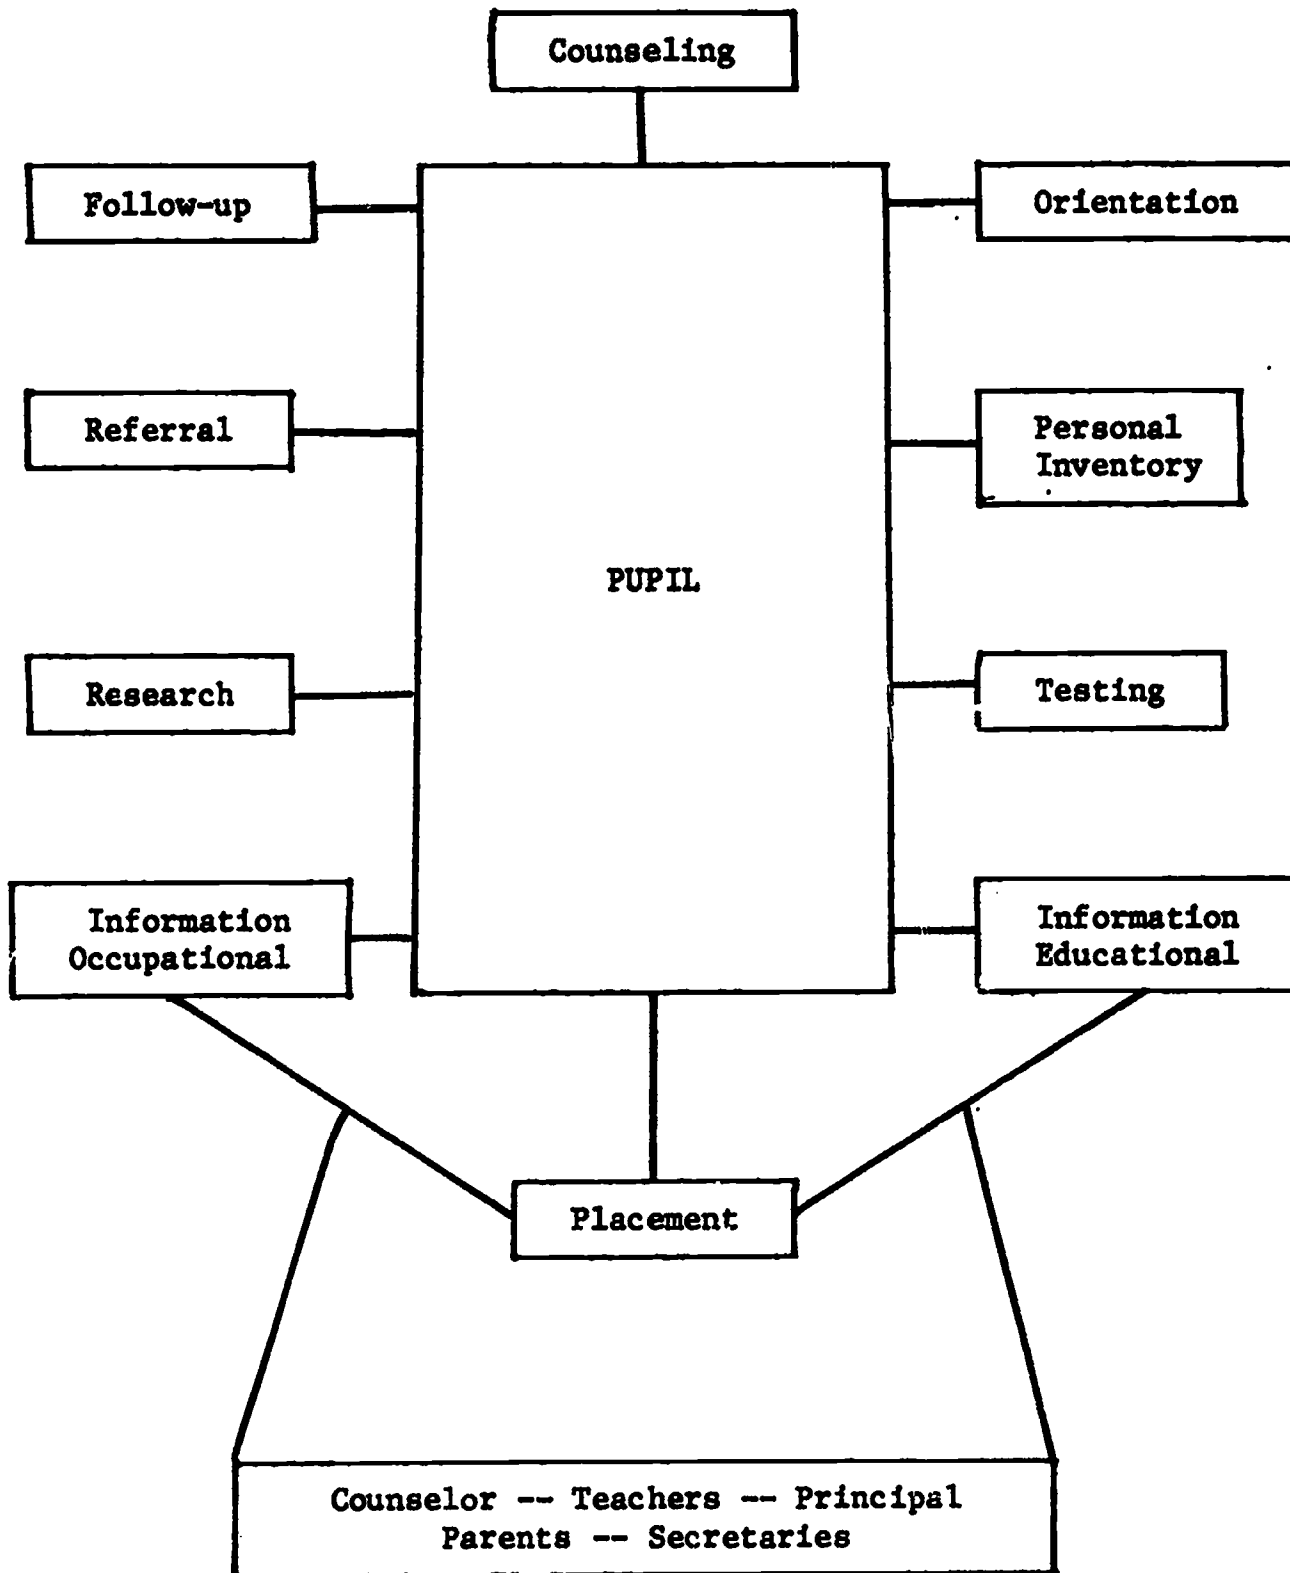 Counseling
Follow-up
Orientation
Referral
Personal
Inventory
PUPIL
Research
Testing
Information
Occupational
Information
Educational
Placement
Counselor -- Teachers -- Principal
Parents -- Secretaries